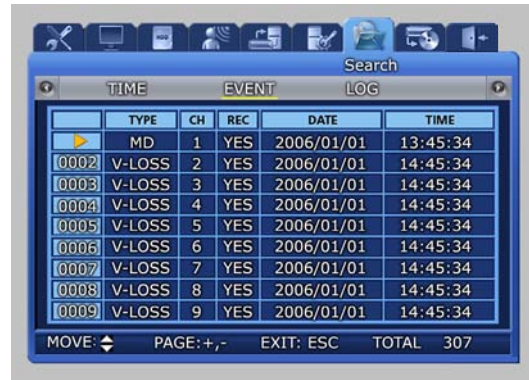 HDD
Search
TIME EVENT LOG
TYPE CH REC DATE TIME
MD 1 YES 2006/01/01 13:45:34
0002 V-LOSS 2 YES 2006/01/01 14:45:34
0003 V-LOSS 3 YES 2006/01/01 14:45:34
0004 V-LOSS 4 YES 2006/01/01 14:45:34
0005 V-LOSS 5 YES 2006/01/01 14:45:34
0006 V-LOSS 6 YES 2006/01/01 14:45:34
0007 V-LOSS 7 YES 2006/01/01 14:45:34
0008 V-LOSS 8 YES 2006/01/01 14:45:34
0009 V-LOSS 9 YES 2006/01/01 14:45:34
MOVE: PAGE:+,- EXIT: ESC TOTAL 307